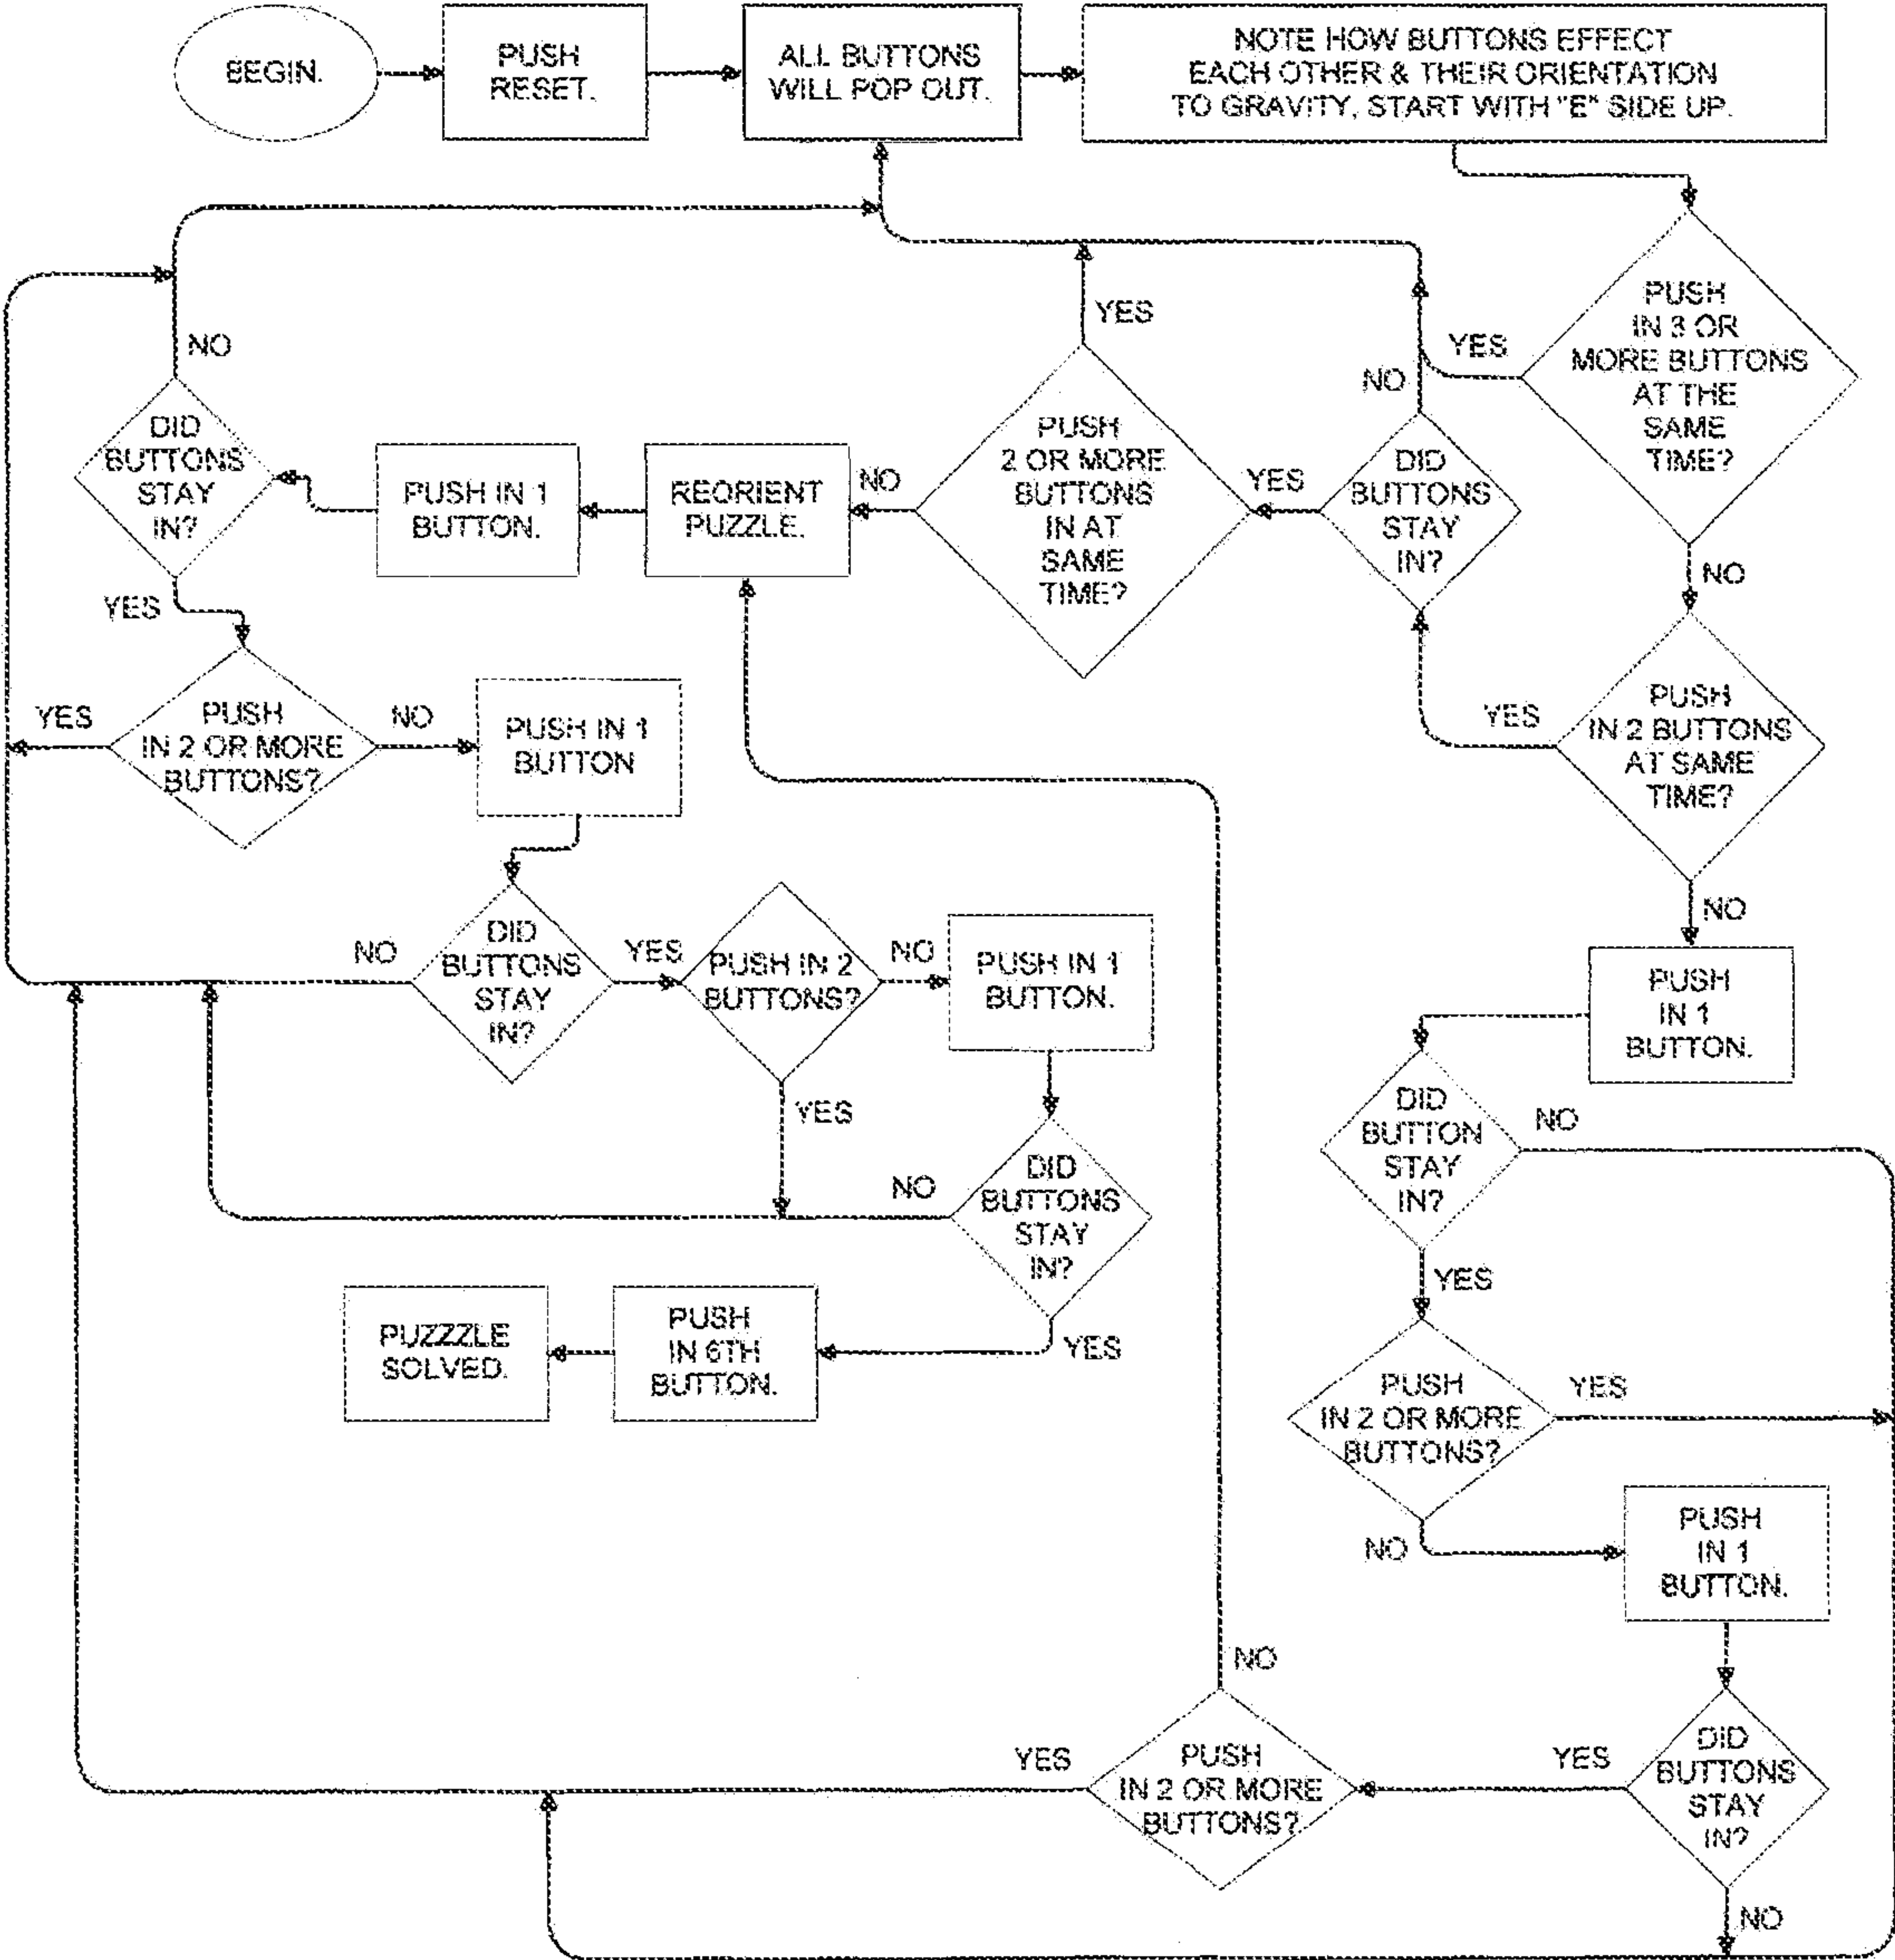 BEGIN.
PUSH
RESET.
ALL BUTTONS
WILL POP OUT.
NOTE HOW BUTTONS EFFECT
EACH OTHER & THEIR ORIENTATION
TO GRAVITY, START WITH "E" SIDE UP.
PUSH
IN 3 OR
MORE BUTTONS
AT THE
SAME
TIME?
YES
NO
PUSH
IN 2 BUTTONS
AT SAME
TIME?
YES
NO
DID
BUTTONS
STAY
IN?
NO
YES
PUSH
2 OR MORE
BUTTONS
IN AT
SAME
TIME?
YES
NO
REORIENT
PUZZLE.
PUSH IN 1
BUTTON.
DID
BUTTONS
STAY
IN?
NO
YES
PUSH
IN 2 OR MORE
BUTTONS?
YES
NO
PUSH IN 1
BUTTON
DID
BUTTONS
STAY
IN?
NO
YES
PUSH IN 2
BUTTONS?
NO
YES
PUSH IN 1
BUTTON.
DID
BUTTONS
STAY
IN?
NO
YES
PUSH
IN 6TH
BUTTON.
PUZZZLE
SOLVED.
PUSH
IN 1
BUTTON.
DID
BUTTON
STAY
IN?
NO
YES
PUSH
IN 2 OR MORE
BUTTONS?
YES
NO
PUSH
IN 1
BUTTON.
DID
BUTTONS
STAY
IN?
YES
NO
PUSH
IN 2 OR MORE
BUTTONS?
YES
NO